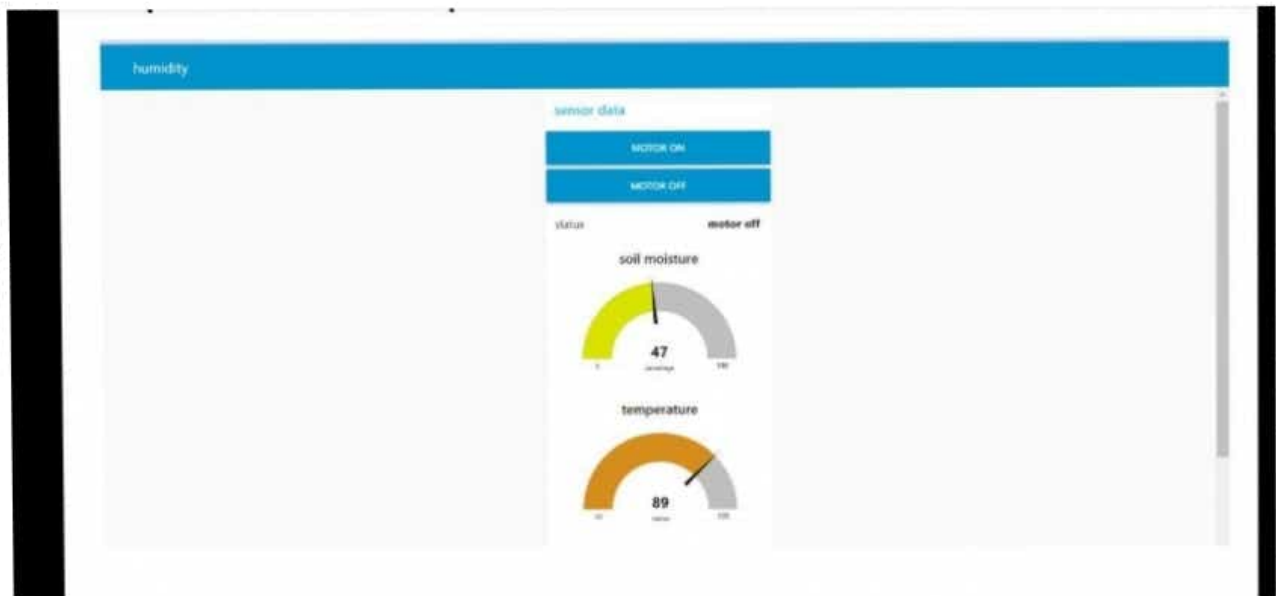 humidity
sensor data
MOTOR ON
MOTOR OFF
status motor off
soil moisture
47
temperature
89